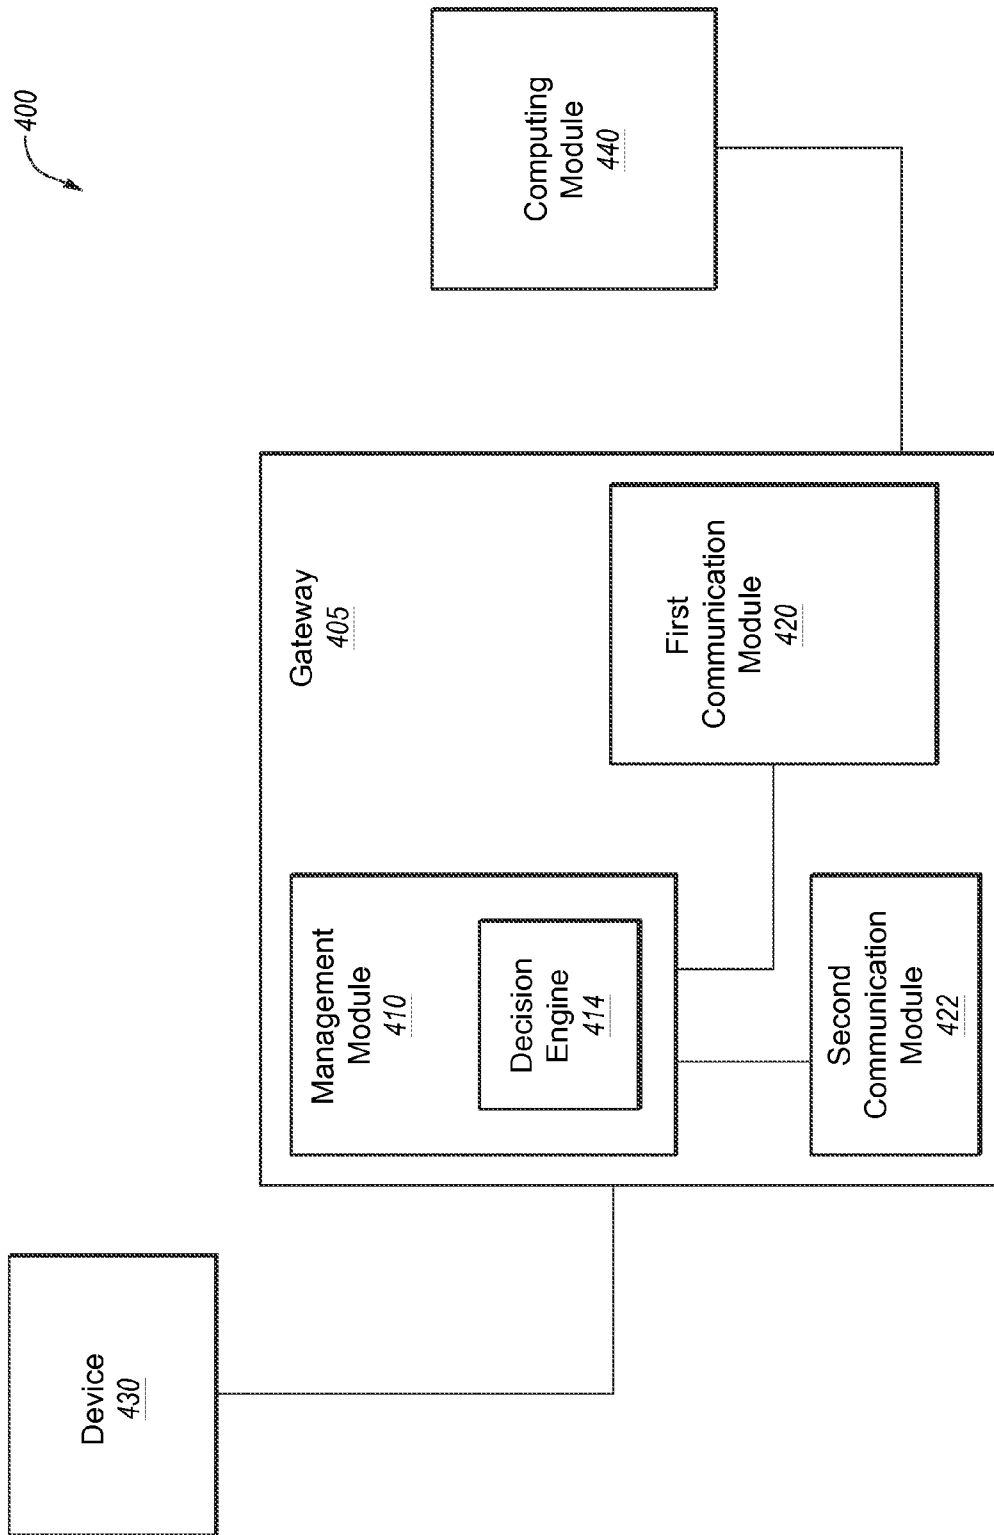 400
Device
430
Gateway
405
Management
Module
410
Decision
Engine
414
Second
Communication
Module
422
First
Communication
Module
420
Computing
Module
440